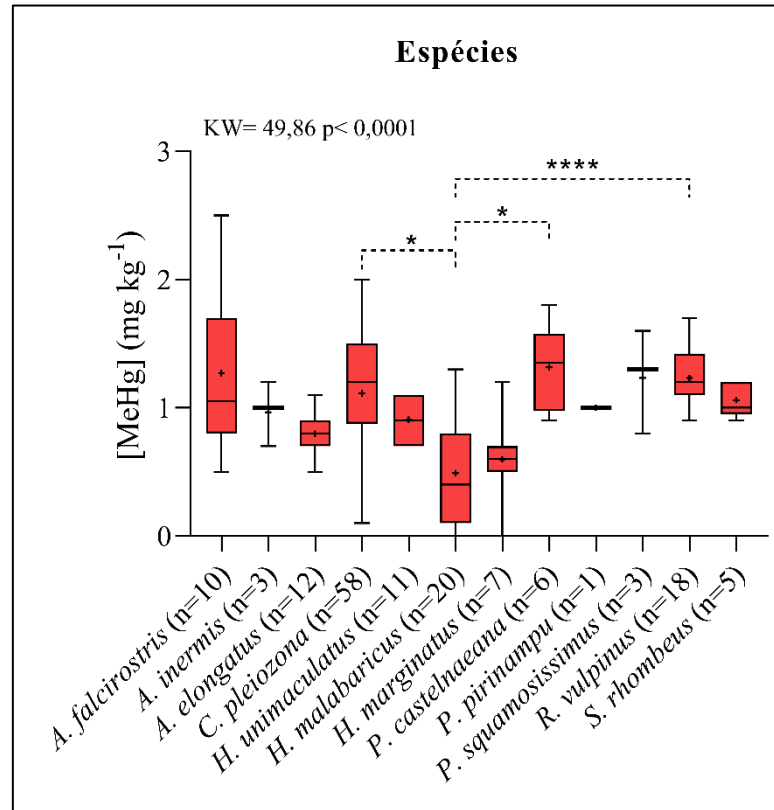 Espécies
KW= 49,86 p< 0,0001
****
*
*
[MeHg] (mg kg⁻¹)
3
2
1
0
A. falcirostris (n=10)
A. inermis (n=3)
A. elongatus (n=12)
C. pleiozona (n=58)
H. unimaculatus (n=11)
H. malabaricus (n=20)
H. marginatus (n=7)
P. castelnaeana (n=6)
P. pirinampu (n=1)
P. squamosissimus (n=3)
R. vulpinus (n=18)
S. rhombeus (n=5)